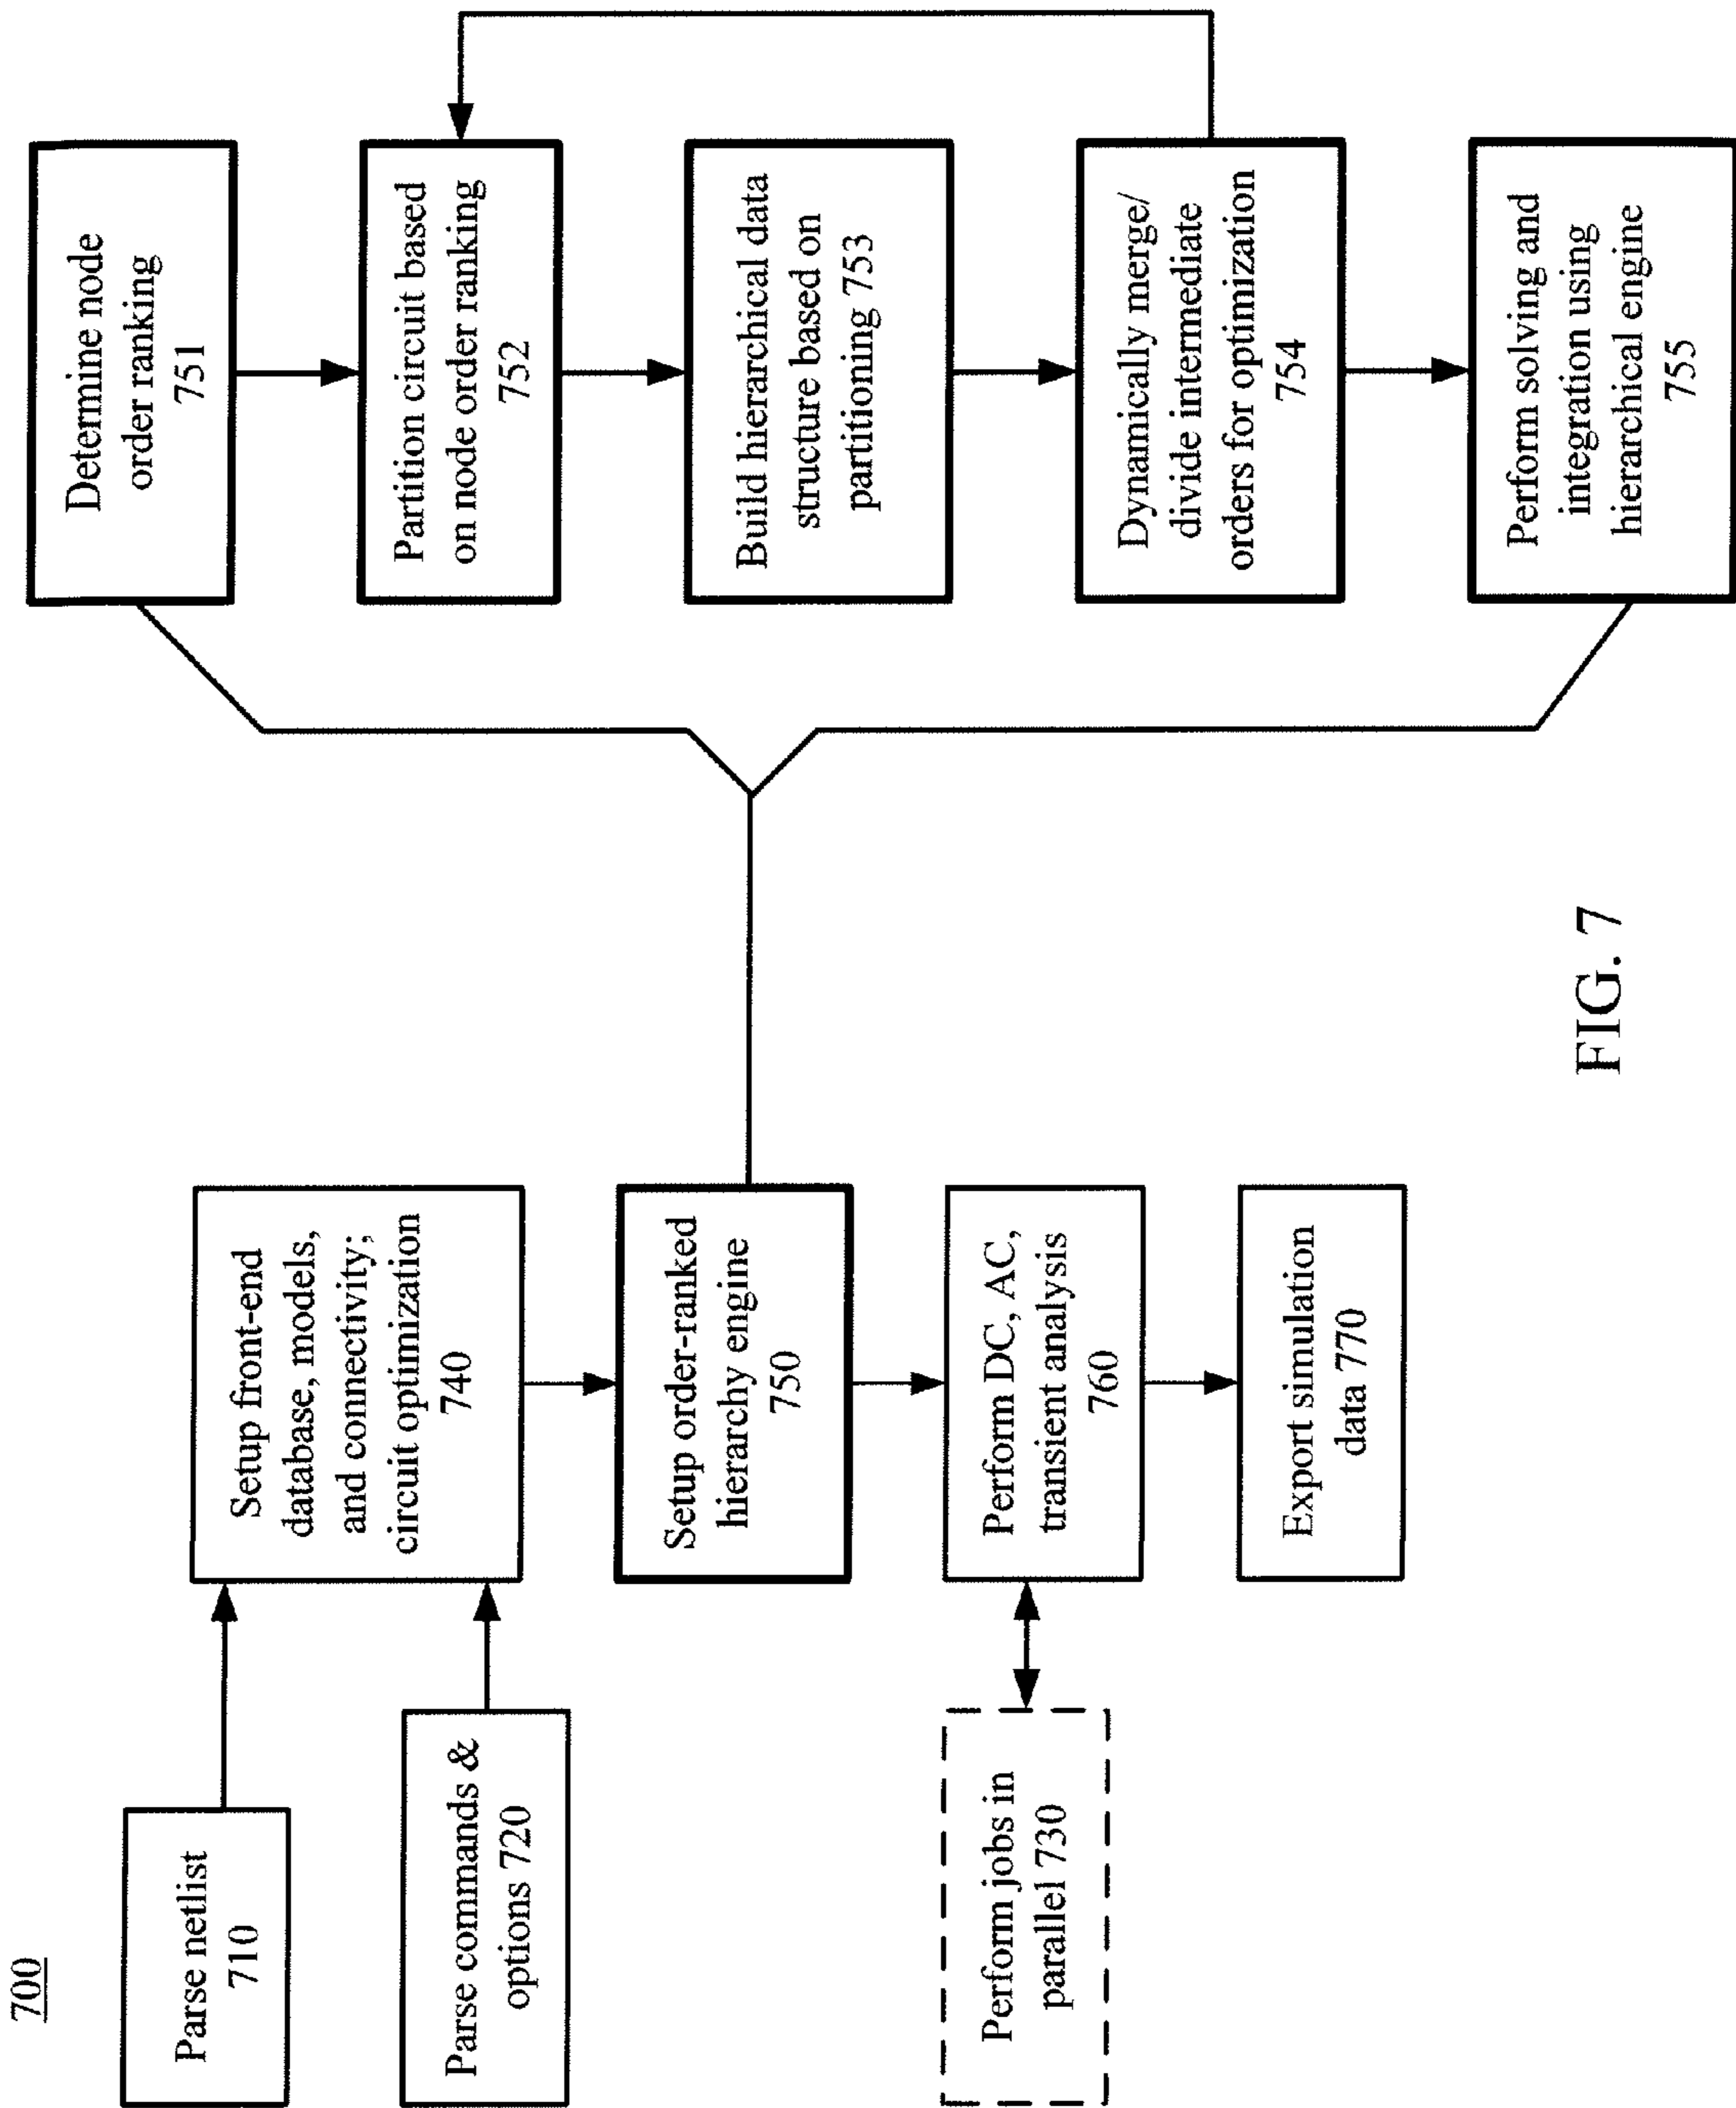 700
Parse netlist
710
Parse commands &
options 720
Perform jobs in
parallel 730
Setup front-end
database, models,
and connectivity;
circuit optimization
740
Setup order-ranked
hierarchy engine
750
Perform DC, AC,
transient analysis
760
Export simulation
data 770
Determine node
order ranking
751
Partition circuit based
on node order ranking
752
Build hierarchical data
structure based on
partitioning 753
Dynamically merge/
divide intermediate
orders for optimization
754
Perform solving and
integration using
hierarchical engine
755
FIG. 7